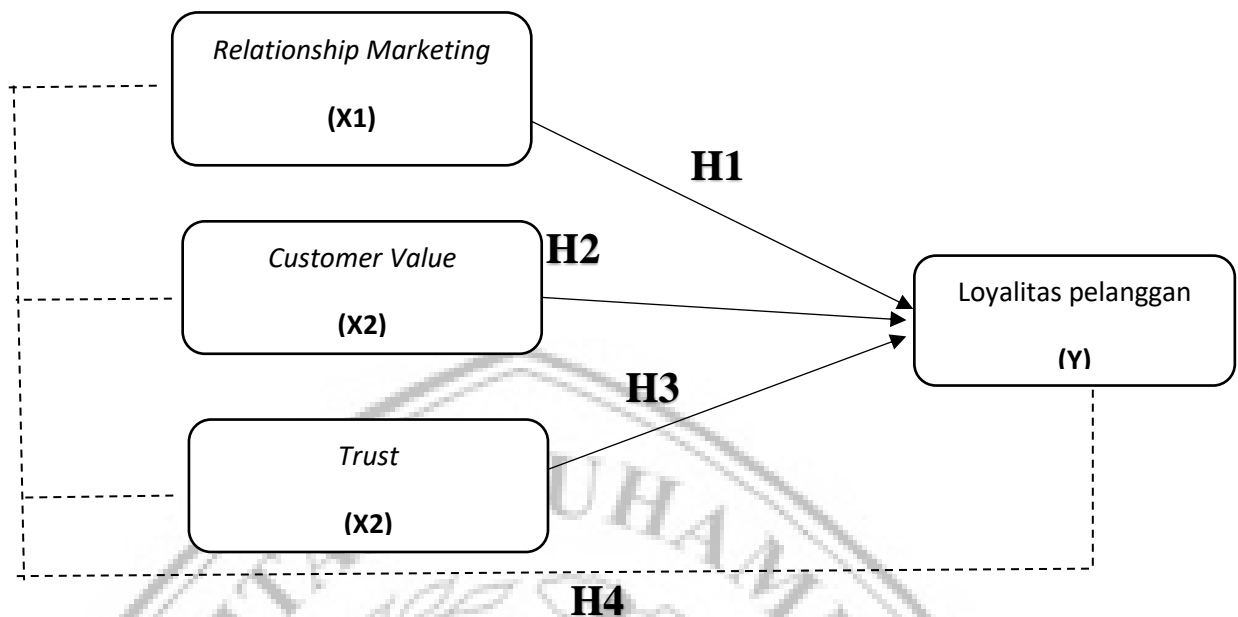 Relationship Marketing
(X1)
H1
Customer Value
(X2)
H2
Loyalitas pelanggan
(Y)
H3
Trust
(X2)
H4